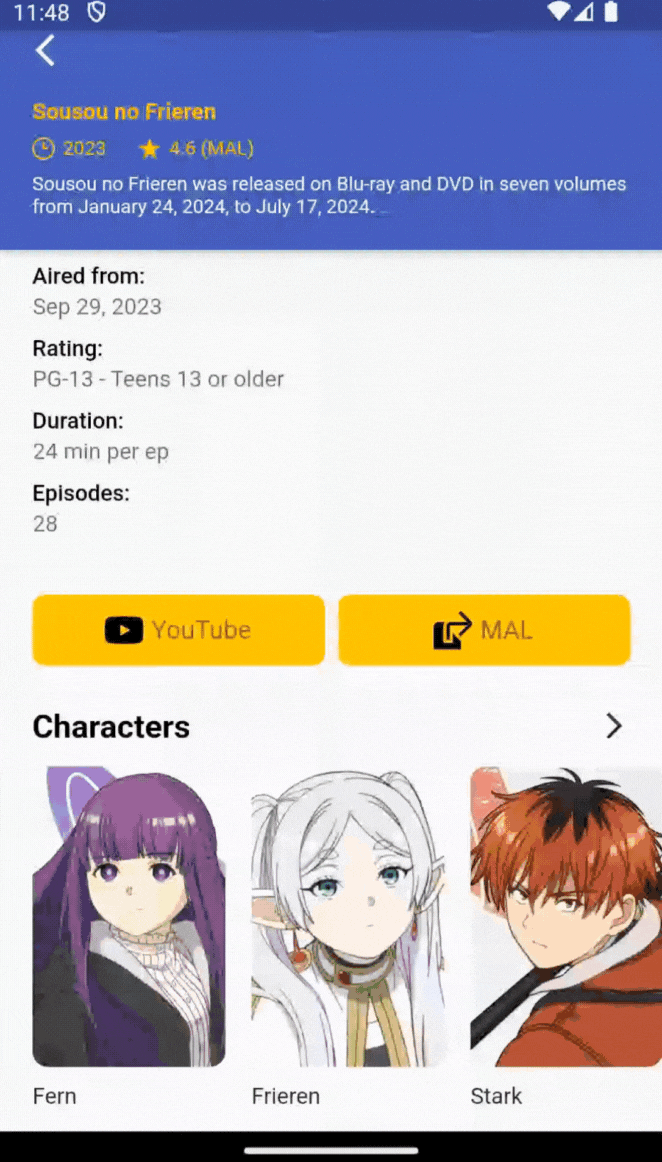 11:48
Sousou no Frieren
2023 4.6 (MAL)
Sousou no Frieren was released on Blu-ray and DVD in seven volumes
from January 24, 2024, to July 17, 2024.
Aired from:
Sep 29, 2023
Rating:
PG-13 - Teens 13 or older
Duration:
24 min per ep
Episodes:
28
YouTube MAL
Characters
Fern Frieren Stark